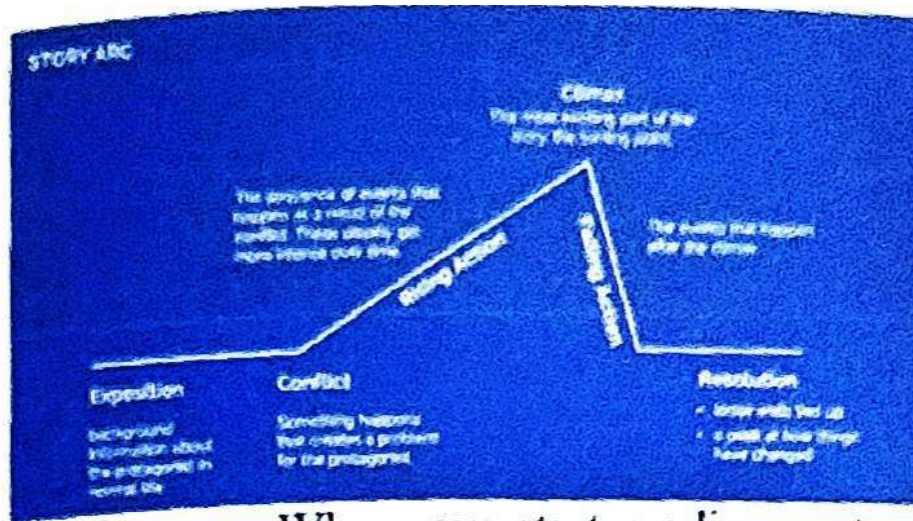 STORY ARC
Climax
The most exciting part of the
story, the turning point.
The sequence of events that
happen as a result of the
conflict. These usually get
more intense over time.
Rising Action
Falling Action
The events that happen
after the climax
Exposition
background
information about
the protagonist in
normal life
Conflict
Something happens
that creates a problem
for the protagonist
Resolution
loose ends tied up
a peek at how things
have changed